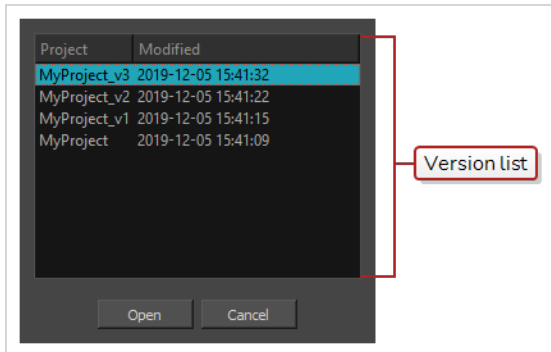 Project Modified
MyProject_v3 2019-12-05 15:41:32
MyProject_v2 2019-12-05 15:41:22
MyProject_v1 2019-12-05 15:41:15
MyProject 2019-12-05 15:41:09
Version list
Open Cancel